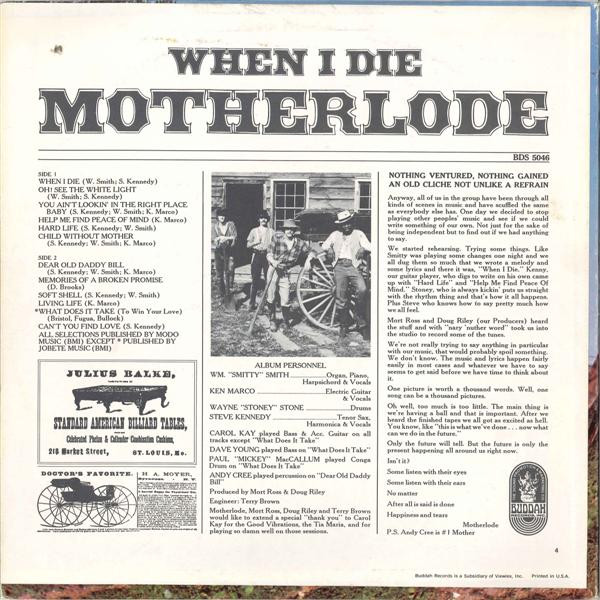 WHEN I DIE
MOTHERLODE
BDS 5046
SIDE 1
WHEN I DIE (W. Smith; S. Kennedy)
OH! SEE THE WHITE LIGHT
(W. Smith; S. Kennedy)
YOU AIN'T LOOKIN' IN THE RIGHT PLACE
BABY (S. Kennedy; W. Smith; K. Marco)
HELP ME FIND PEACE OF MIND (K. Marco)
HARD LIFE (S. Kennedy; W. Smith)
CHILD WITHOUT MOTHER
(S. Kennedy; W. Smith; K. Marco)
SIDE 2
DEAR OLD DADDY BILL
(S. Kennedy; W. Smith; K. Marco)
MEMORIES OF A BROKEN PROMISE
(D. Brooks)
SOFT SHELL (S. Kennedy; W. Smith)
LIVING LIFE (K. Marco)
*WHAT DOES IT TAKE (To Win Your Love)
(Bristol, Fugua, Bullock)
CAN'T YOU FIND LOVE (S. Kennedy)
ALL SELECTIONS PUBLISHED BY MODO
MUSIC (BMI) EXCEPT * PUBLISHED BY
JOBETE MUSIC (BMI)
JULIUS BALKE,
STANDARD AMERICAN BILLIARD TABLES,
Celebrated Phelan & Collender Combination Cushions,
218 Market Street, ST. LOUIS, Mo.
DOCTOR'S FAVORITE. H A. MOYER,
Syracuse, N. Y.
ALBUM PERSONNEL
WM. "SMITTY" SMITH Organ, Piano,
Harpsichord & Vocals
KEN MARCO Electric Guitar
& Vocals
WAYNE "STONEY" STONE Drums
STEVE KENNEDY Tenor Sax,
Harmonica & Vocals
CAROL KAY played Bass & Acc. Guitar on all
tracks except "What Does It Take"
DAVE YOUNG played Bass on "What Does It Take"
PAUL "MICKEY" MacCALLUM played Conga
Drum on "What Does It Take"
ANDY CREE played percussion on "Dear Old Daddy
Bill"
Produced by Mort Ross & Doug Riley
Engineer: Terry Brown
Motherlode, Mort Ross, Doug Riley and Terry Brown
would like to extend a special "thank you" to Carol
Kay for the Good Vibrations, the Tia Maria, and for
playing so damn well on those sessions.
NOTHING VENTURED, NOTHING GAINED
AN OLD CLICHE NOT UNLIKE A REFRAIN
Anyway, all of us in the group have been through all
kinds of scenes in music and have scuffled the same
as everybody else has. One day we decided to stop
playing other peoples' music and see if we could
write something of our own. Not just for the sake of
being independent but to find out if we had anything
to say.
We started rehearsing. Trying some things. Like
Smitty was playing some changes one night and we
all dug them so much that we wrote a melody and
some lyrics and there it was, "When I Die." Kenny,
our guitar player, who digs to write on his own came
up with "Hard Life" and "Help Me Find Peace Of
Mind." Stoney, who is always kickin' puts us straight
with the rhythm thing and that's how it all happens.
Plus Steve who knows how to say pretty much how
we all feel.
Mort Ross and Doug Riley (our Producers) heard
the stuff and with "nary 'nuther word" took us into
the studio to record some of the tunes.
We're not really trying to say anything in particular
with our music, that would probably spoil something.
We don't know. The music and lyrics happen fairly
easily in most cases and whatever we have to say
seems to get said before we have time to think about
it.
One picture is worth a thousand words. Well, one
song can be a thousand pictures.
Oh well, too much is too little. The main thing is
we're having a ball and that is important. After we
heard the finished tapes we all got as excited as hell.
You know, like "this is what we've done . . . now what
can we do in the future."
Only the future will tell. But the future is only the
present happening all around us right now.
Isn't it?
Some listen with their eyes
Some listen with their ears
No matter
After all is said is done
Happiness and tears
Motherlode
P.S. Andy Cree is #1 Mother
BUDDAH
RECORDS, INC.
4
Buddah Records is a Subsidiary of Viewlex, Inc. Printed in U.S.A.